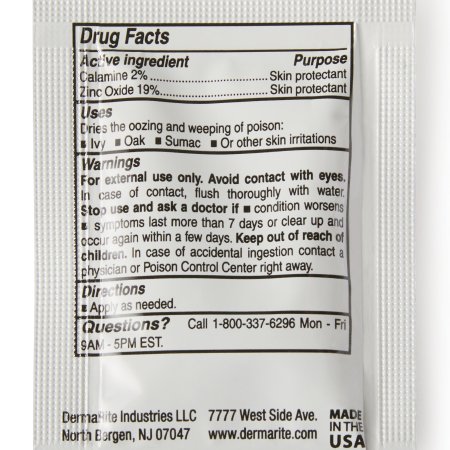 Drug Facts
Active ingredient Purpose
Calamine 2%........................Skin protectant
Zinc Oxide 19%......................Skin protectant
Uses
Dries the oozing and weeping of poison:
■ Ivy ■ Oak ■ Sumac ■ Or other skin irritations
Warnings
For external use only. Avoid contact with eyes.
In case of contact, flush thoroughly with water.
Stop use and ask a doctor if ■ condition worsens
■ symptoms last more than 7 days or clear up and
occur again within a few days. Keep out of reach of
children. In case of accidental ingestion contact a
physician or Poison Control Center right away.
Directions
■ Apply as needed.
Questions? Call 1-800-337-6296 Mon - Fri
9AM - 5PM EST.
DermaRite Industries LLC 7777 West Side Ave.
North Bergen, NJ 07047 www.dermarite.com
MADE
IN THE
USA